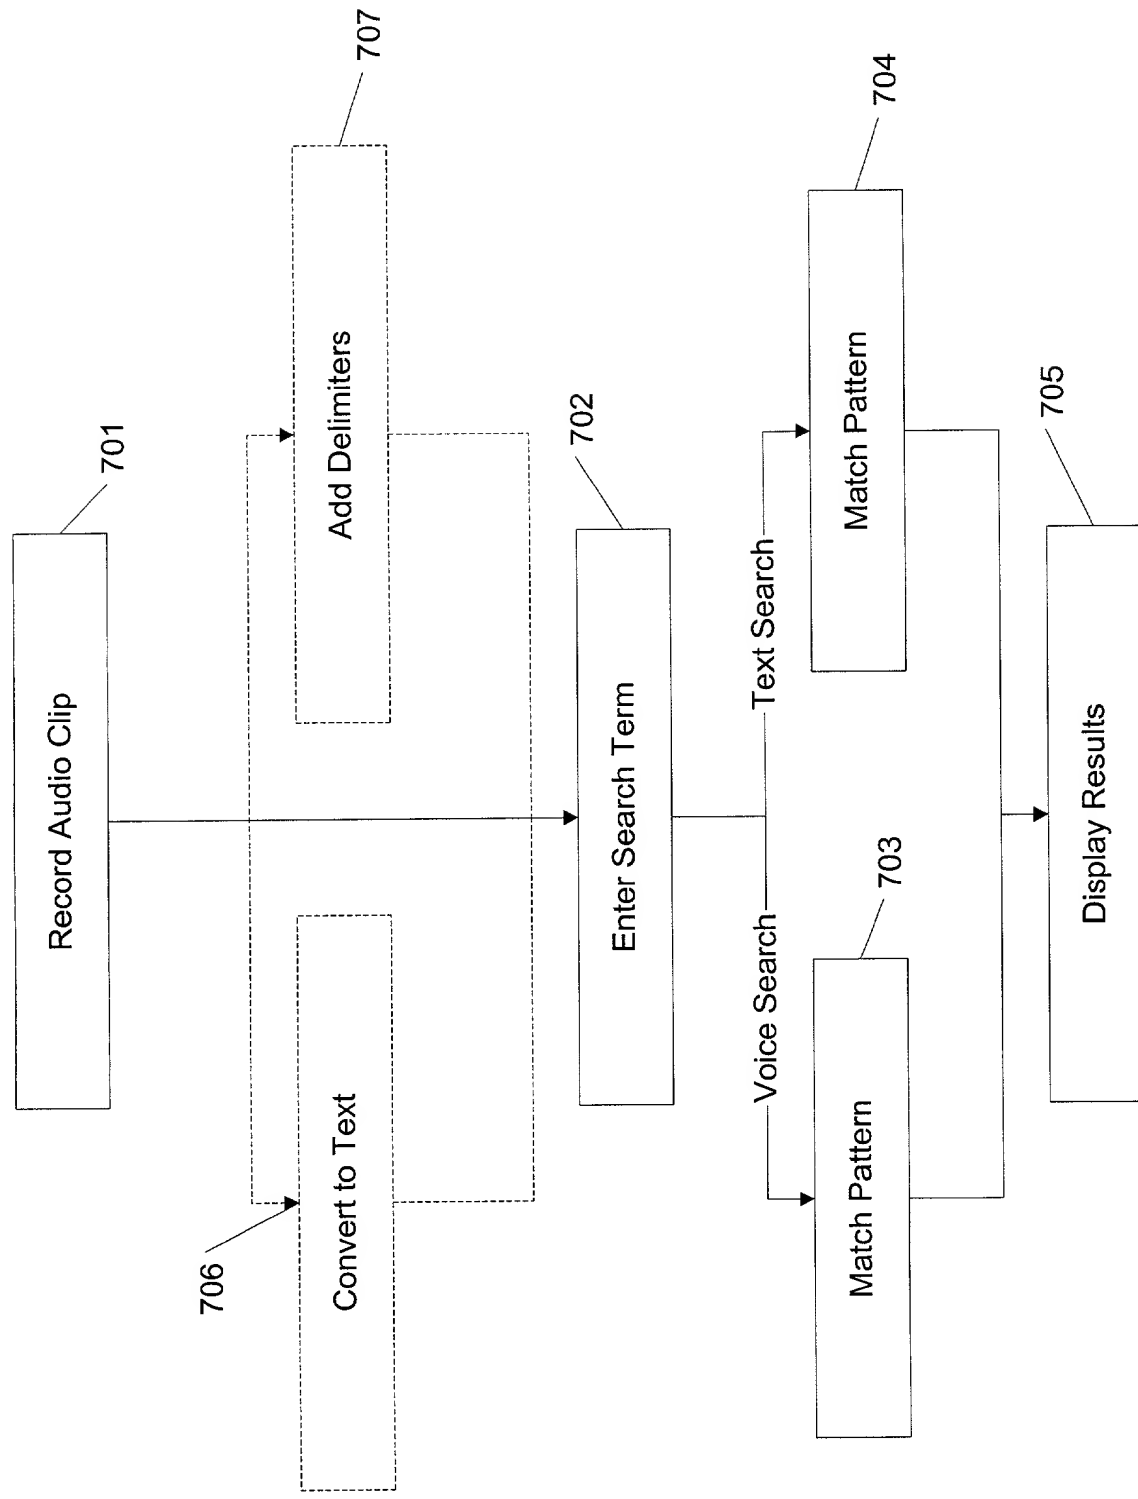 Record Audio Clip
701
706
Convert to Text
Add Delimiters
707
Enter Search Term
702
Voice Search
Text Search
Match Pattern
703
Match Pattern
704
Display Results
705